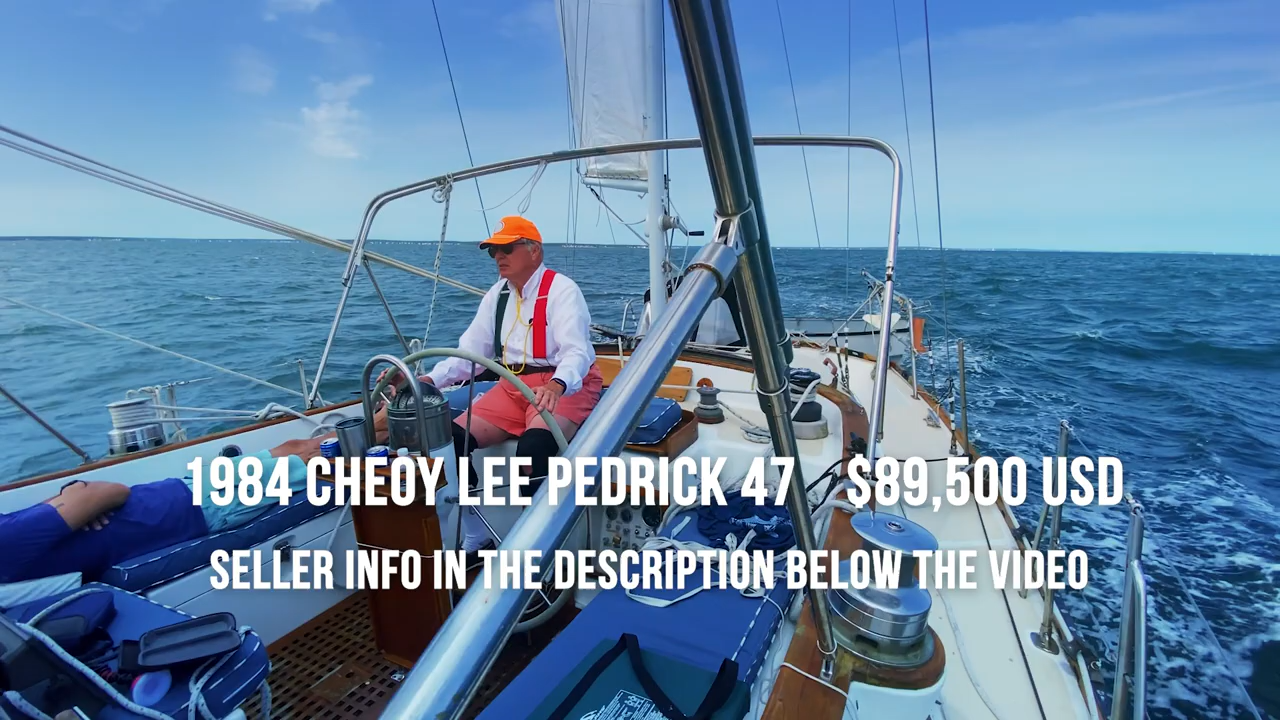 1984 CHEOY LEE PEDRICK 47 $89,500 USD
SELLER INFO IN THE DESCRIPTION BELOW THE VIDEO